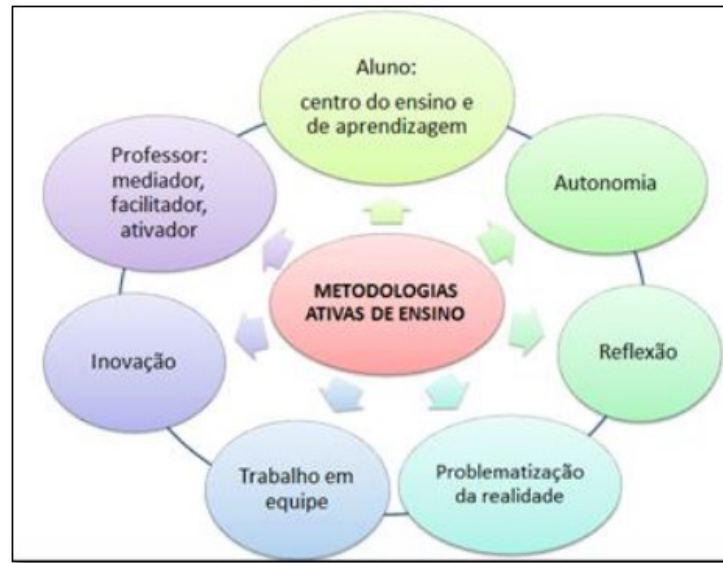 Aluno:
centro do ensino e
de aprendizagem
Autonomia
Reflexão
Problematização
da realidade
Trabalho em
equipe
Inovação
Professor:
mediador,
facilitador,
ativador
METODOLOGIAS
ATIVAS DE ENSINO